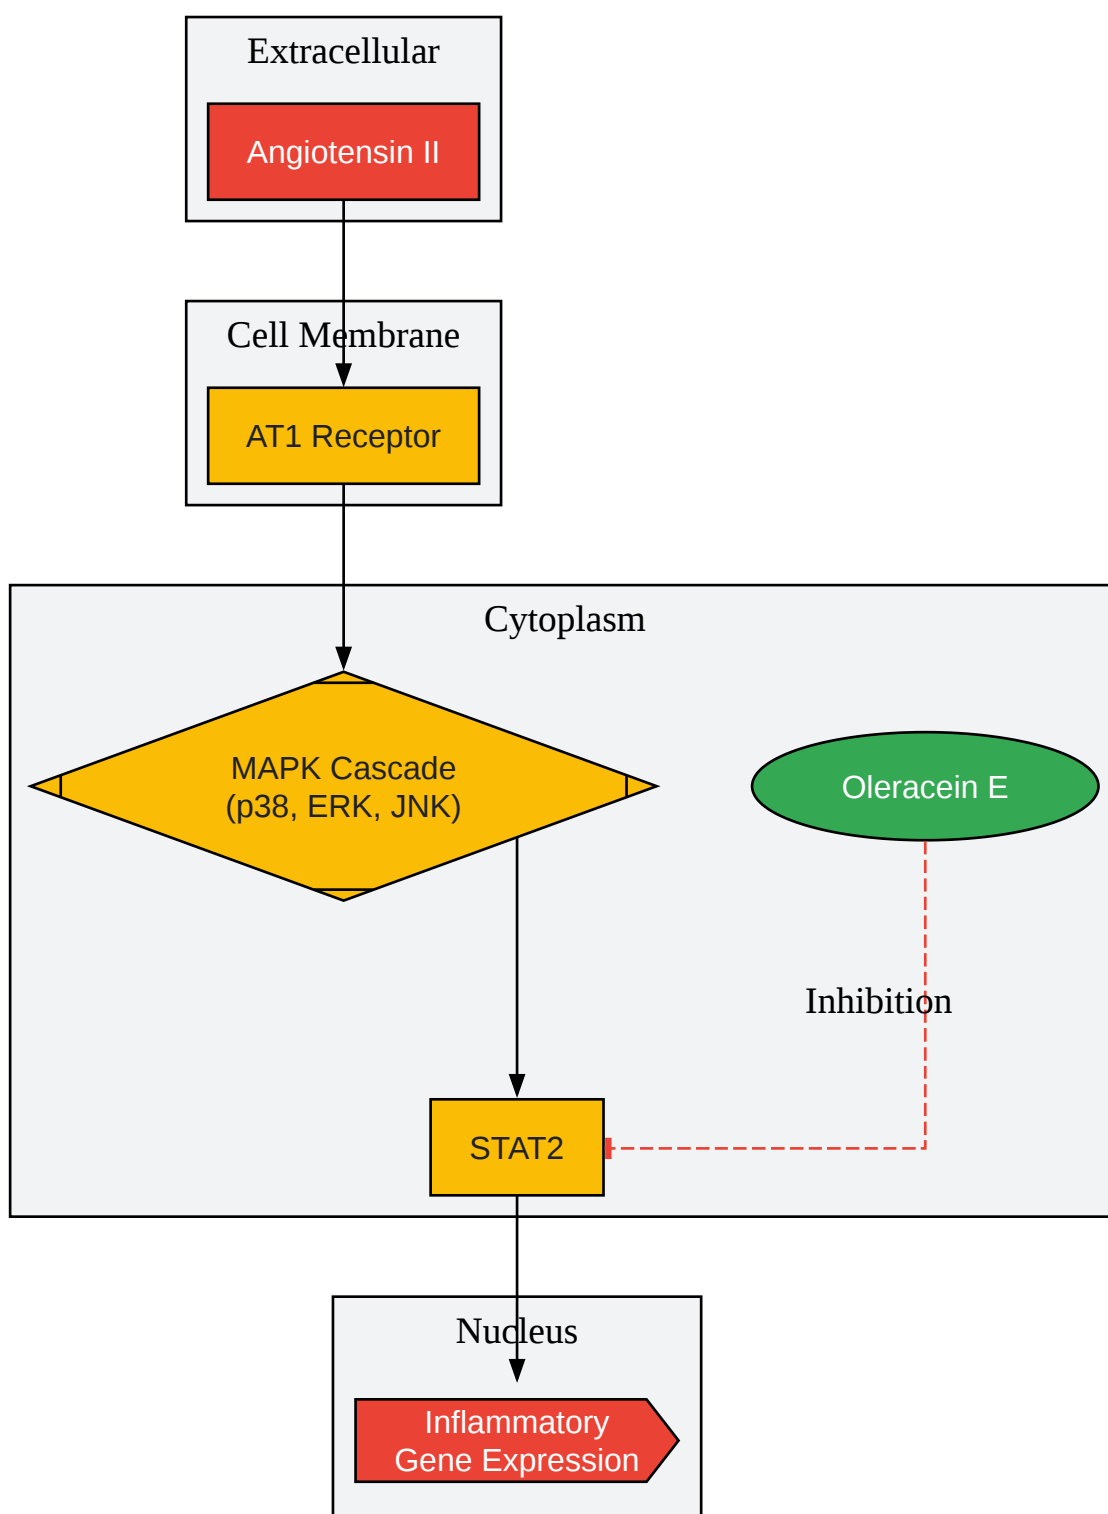 Extracellular
Angiotensin II
Cell Membrane
AT1 Receptor
Cytoplasm
MAPK Cascade
(p38, ERK, JNK)
Oleracein E
Inhibition
STAT2
Nucleus
Inflammatory
Gene Expression